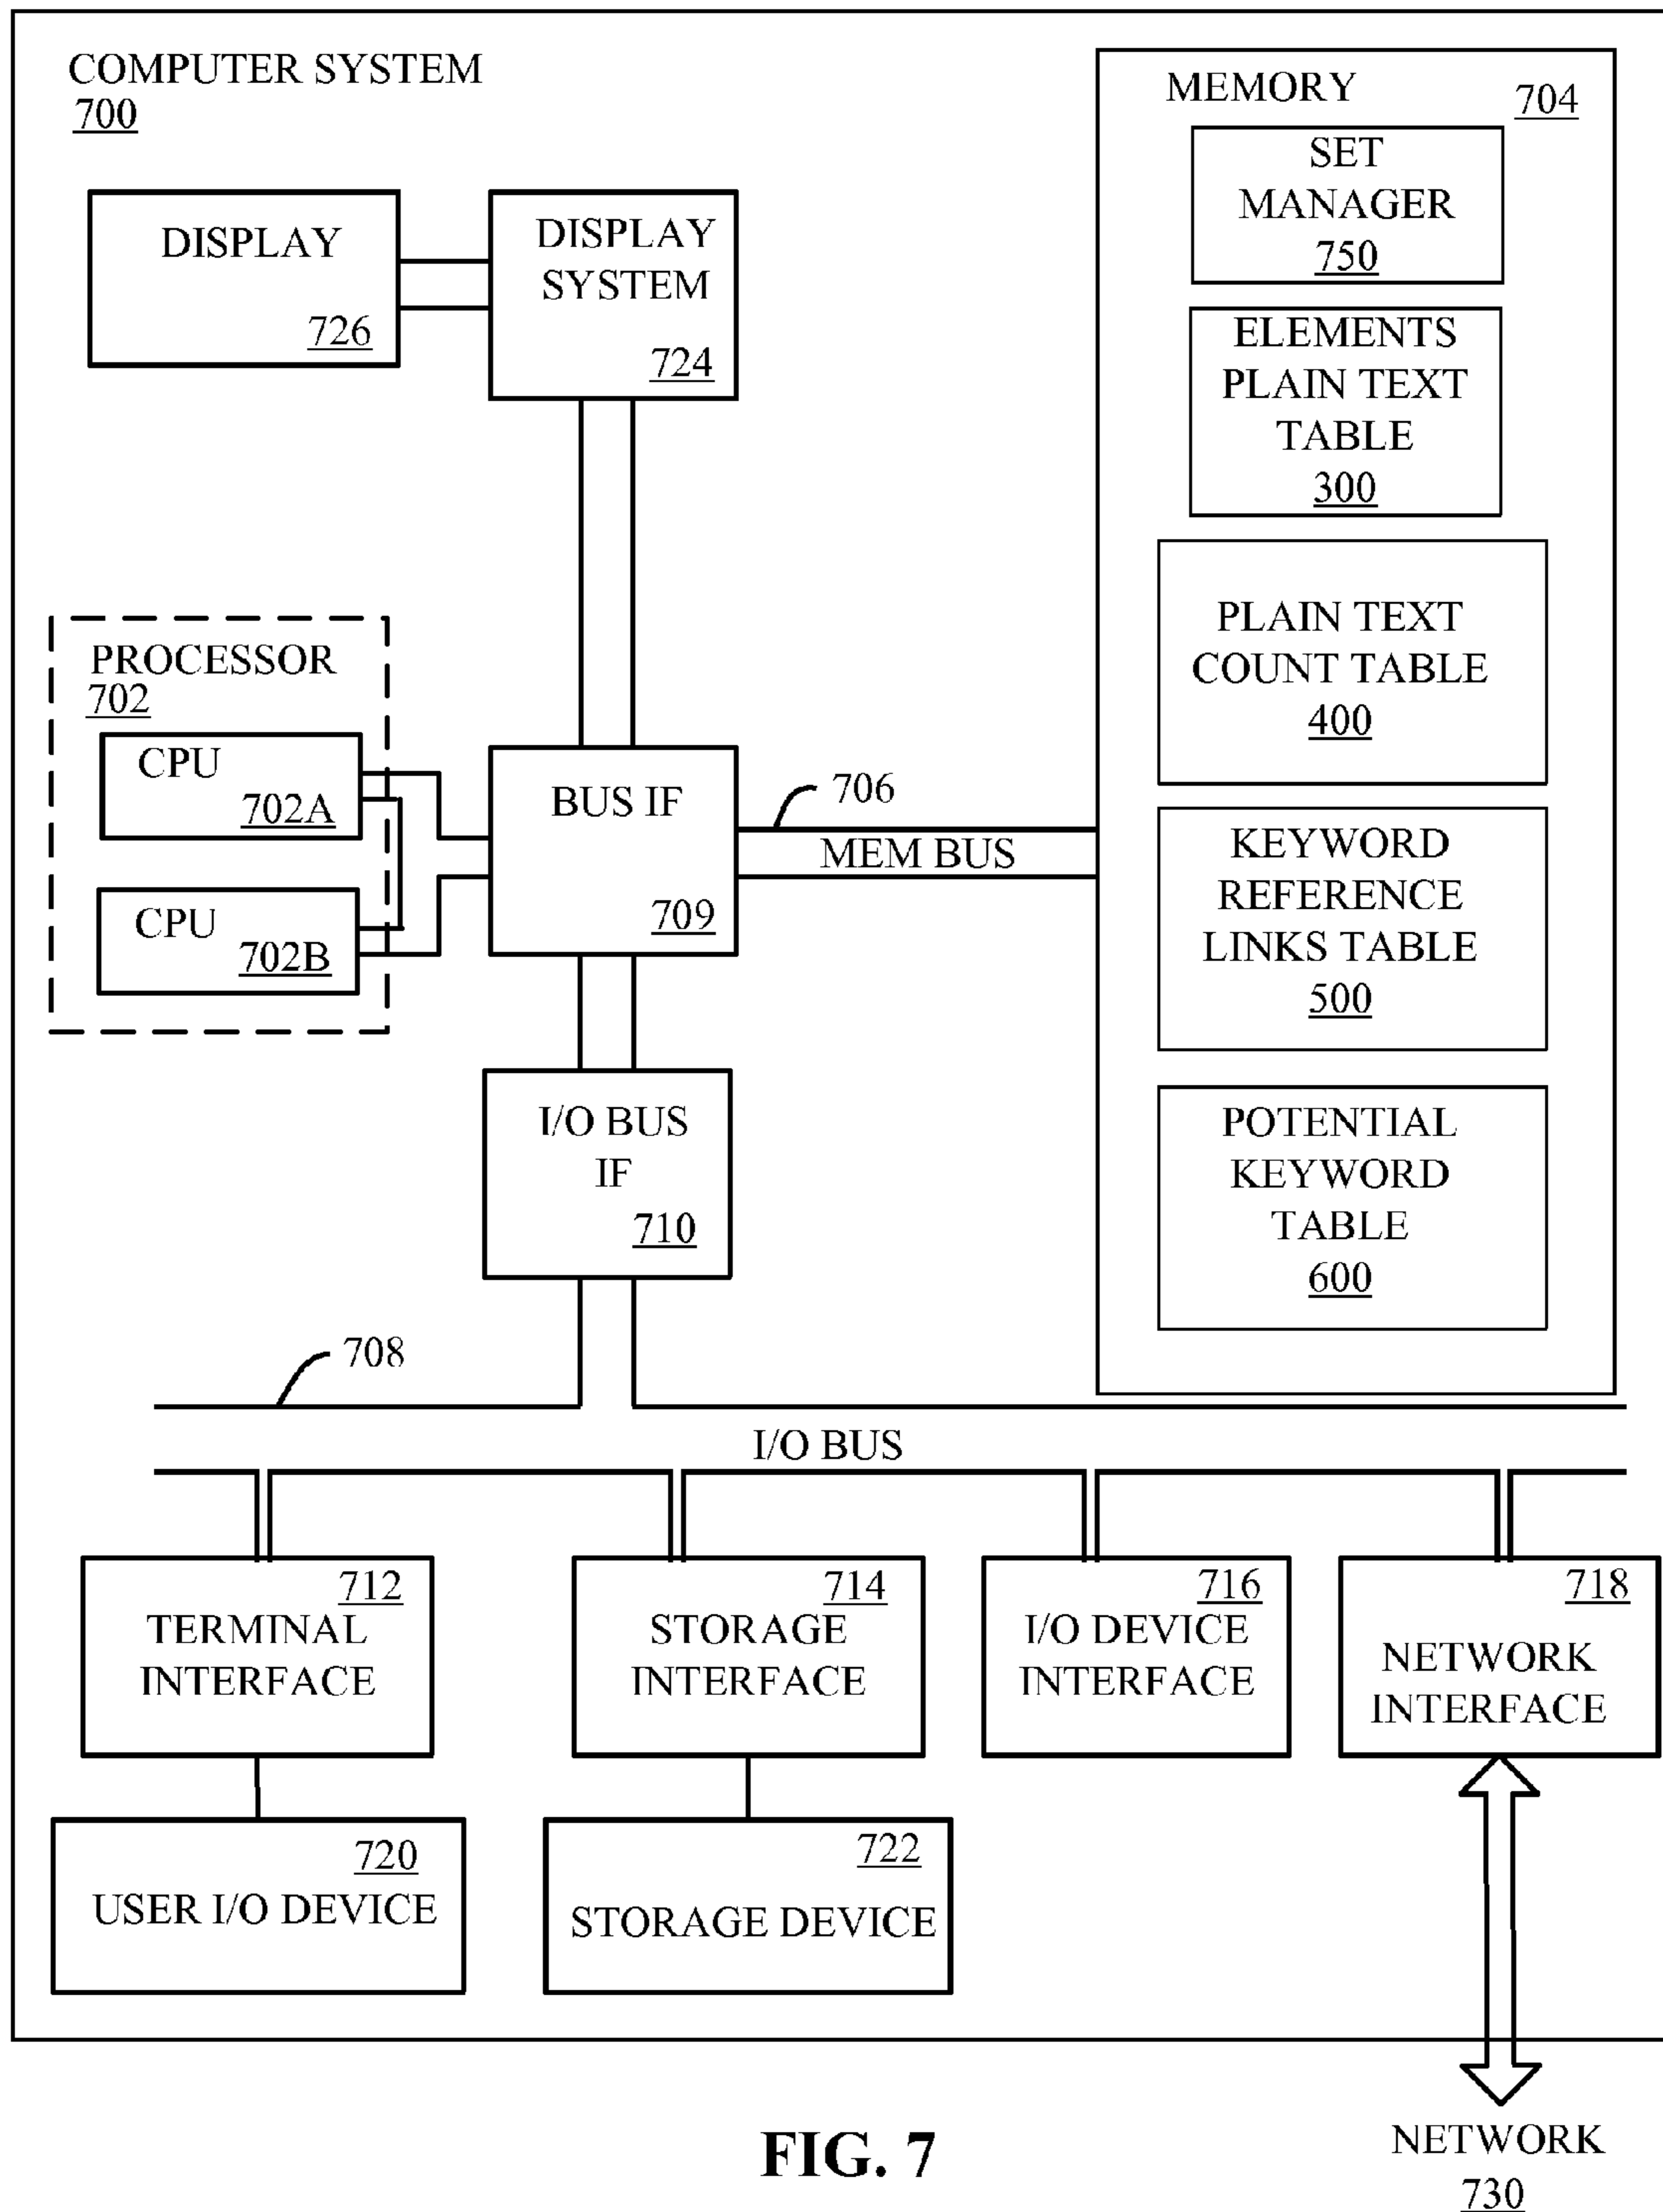 COMPUTER SYSTEM
700
DISPLAY
726
DISPLAY
SYSTEM
724
PROCESSOR
702
CPU
702A
CPU
702B
BUS IF
709
706
MEM BUS
MEMORY
704
SET
MANAGER
750
ELEMENTS
PLAIN TEXT
TABLE
300
PLAIN TEXT
COUNT TABLE
400
KEYWORD
REFERENCE
LINKS TABLE
500
POTENTIAL
KEYWORD
TABLE
600
I/O BUS
IF
710
708
I/O BUS
712
TERMINAL
INTERFACE
714
STORAGE
INTERFACE
716
I/O DEVICE
INTERFACE
718
NETWORK
INTERFACE
720
USER I/O DEVICE
722
STORAGE DEVICE
NETWORK
730
FIG. 7